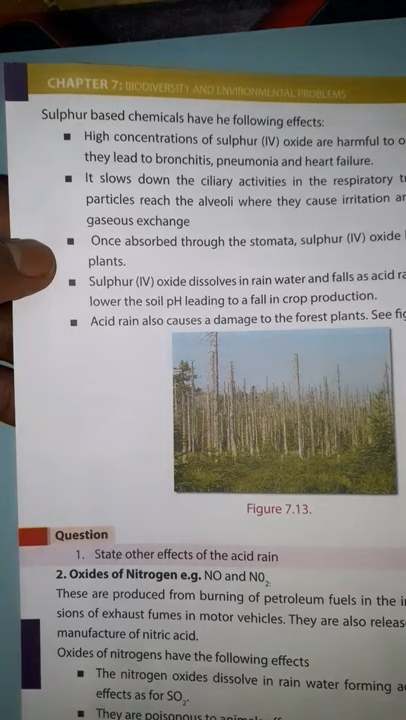 CHAPTER 7: BIODIVERSITY AND ENVIRONMENTAL PROBLEMS
Sulphur based chemicals have he following effects:
■ High concentrations of sulphur (IV) oxide are harmful to
they lead to bronchitis, pneumonia and heart failure.
■ It slows down the ciliary activities in the respiratory
particles reach the alveoli where they cause irritation
gaseous exchange
■ Once absorbed through the stomata, sulphur (IV) oxide
plants.
■ Sulphur (IV) oxide dissolves in rain water and falls as acid
lower the soil pH leading to a fall in crop production.
■ Acid rain also causes a damage to the forest plants. See
Figure 7.13.
Question
1. State other effects of the acid rain
2. Oxides of Nitrogen e.g. NO and N0₂.
These are produced from burning of petroleum fuels in the
sions of exhaust fumes in motor vehicles. They are also
manufacture of nitric acid.
Oxides of nitrogens have the following effects
■ The nitrogen oxides dissolve in rain water forming
effects as for SO₂.
■ They are poisonous to